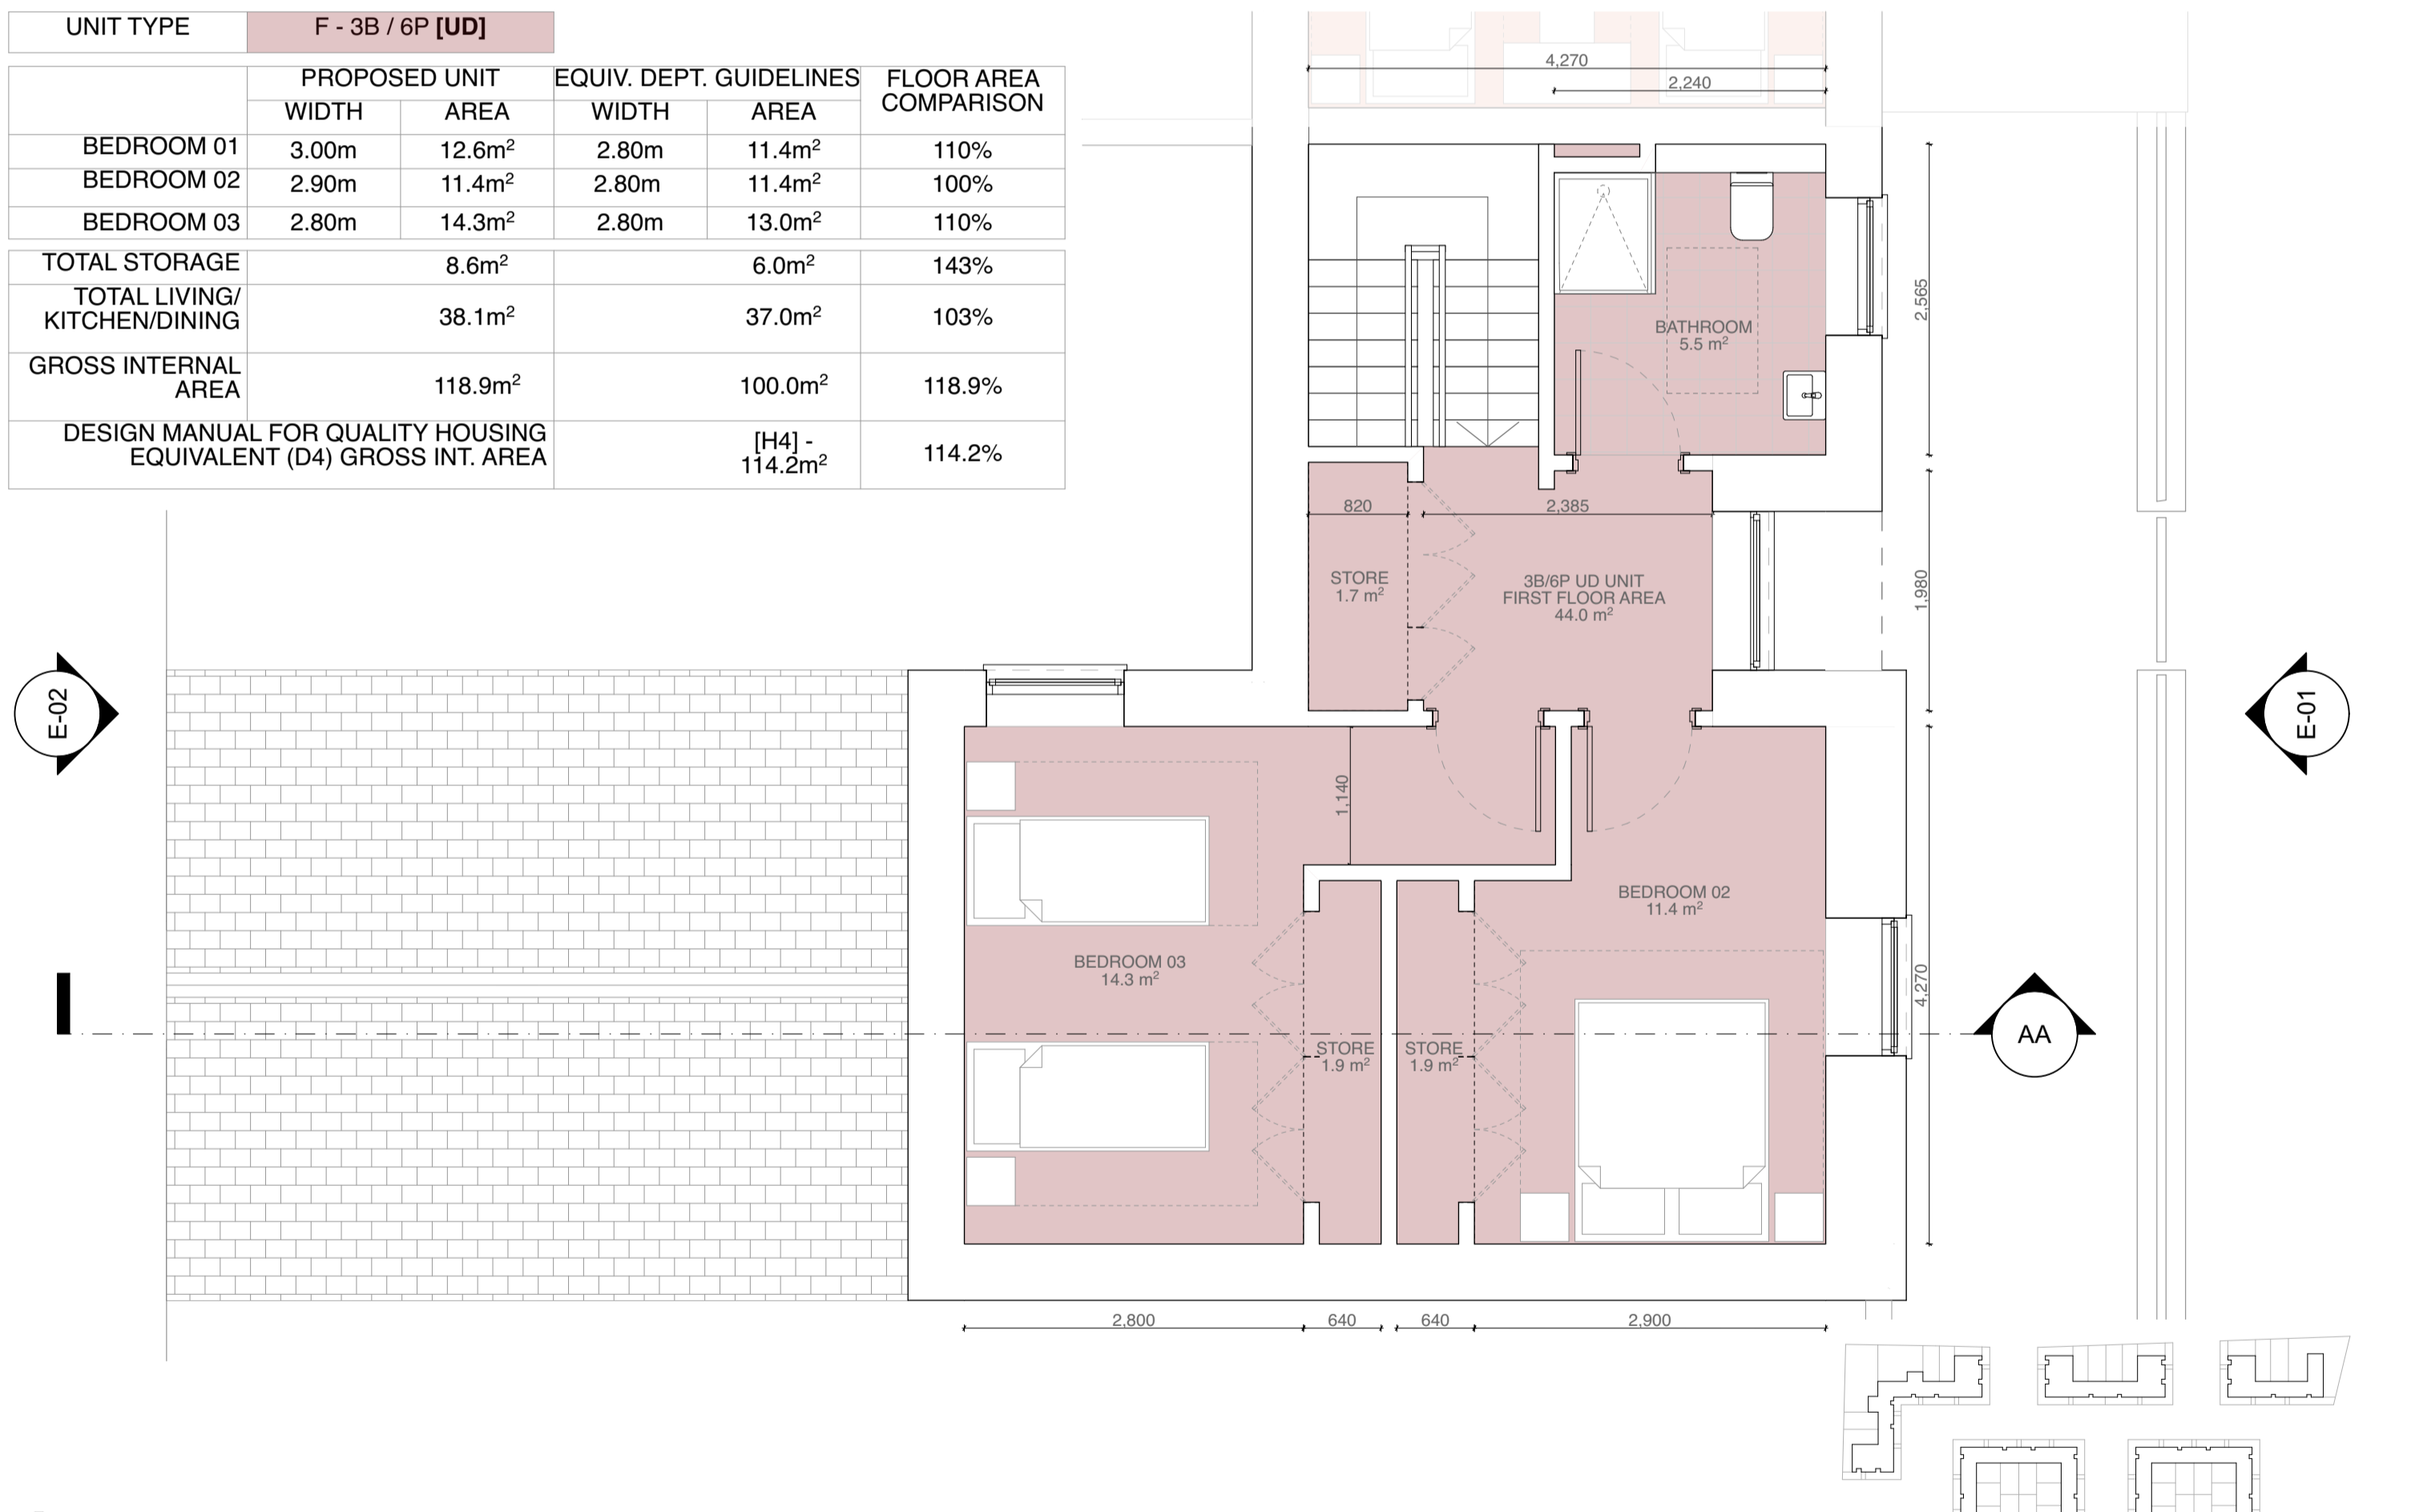 UNIT TYPE F - 3B / 6P [UD]
PROPOSED UNIT EQUIV. DEPT. GUIDELINES FLOOR AREA COMPARISON
WIDTH AREA WIDTH AREA
BEDROOM 01 3.00m 12.6m² 2.80m 11.4m² 110%
BEDROOM 02 2.90m 11.4m² 2.80m 11.4m² 100%
BEDROOM 03 2.80m 14.3m² 2.80m 13.0m² 110%
TOTAL STORAGE 8.6m² 6.0m² 143%
TOTAL LIVING/
KITCHEN/DINING 38.1m² 37.0m² 103%
GROSS INTERNAL
AREA 118.9m² 100.0m² 118.9%
DESIGN MANUAL FOR QUALITY HOUSING
EQUIVALENT (D4) GROSS INT. AREA
[H4] -
114.2m²
114.2%
4,270
2,240
2,565
BATHROOM
5.5 m²
820
2,385
STORE
1.7 m²
3B/6P UD UNIT
FIRST FLOOR AREA
44.0 m²
1,980
E-02
E-01
1,140
BEDROOM 02
11.4 m²
BEDROOM 03
14.3 m²
4,270
STORE
1.9 m²
STORE
1.9 m²
AA
2,800
640
640
2,900